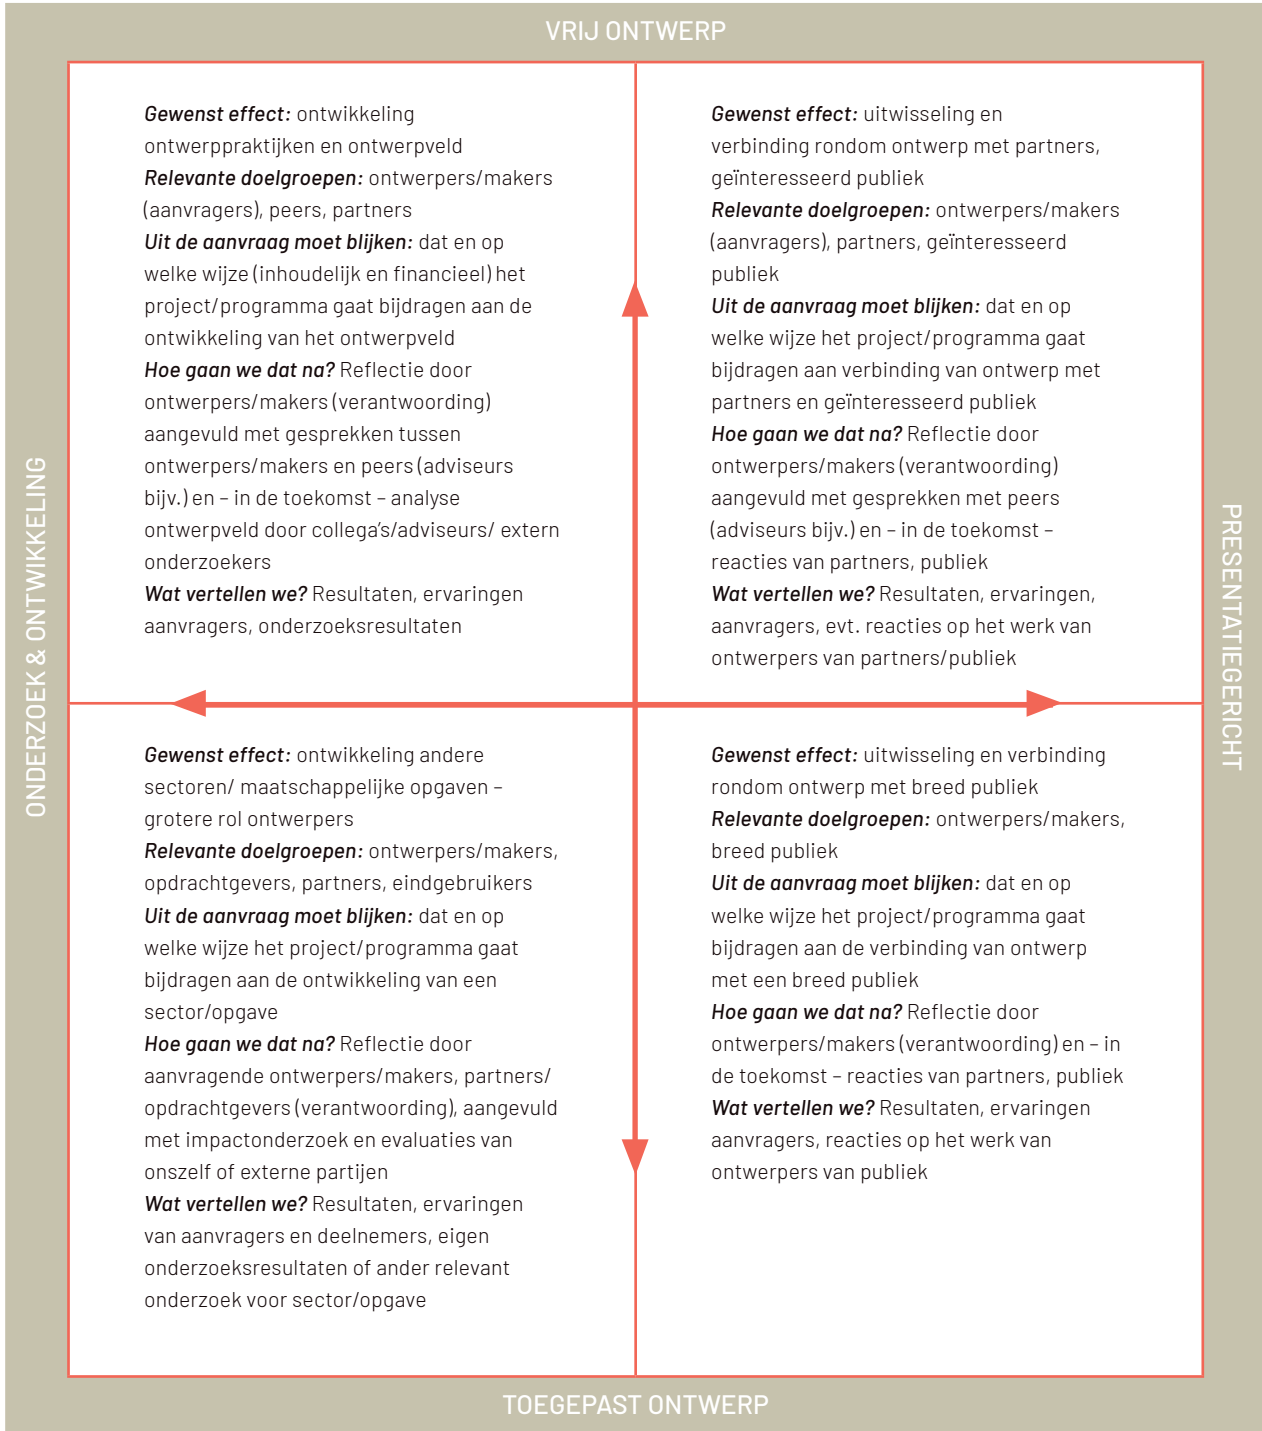 VRIJ ONTWERP
Gewenst effect: ontwikkeling
ontwerppraktijken en ontwerpveld
Relevante doelgroepen: ontwerpers/makers
(aanvragers), peers, partners
Uit de aanvraag moet blijken: dat en op
welke wijze (inhoudelijk en financieel) het
project/programma gaat bijdragen aan de
ontwikkeling van het ontwerpveld
Hoe gaan we dat na? Reflectie door
ontwerpers/makers (verantwoording)
aangevuld met gesprekken tussen
ontwerpers/makers en peers (adviseurs
bijv.) en – in de toekomst – analyse
ontwerpveld door collega's/adviseurs/ extern
onderzoekers
Wat vertellen we? Resultaten, ervaringen
aanvragers, onderzoeksresultaten
Gewenst effect: uitwisseling en
verbinding rondom ontwerp met partners,
geïnteresseerd publiek
Relevante doelgroepen: ontwerpers/makers
(aanvragers), partners, geïnteresseerd
publiek
Uit de aanvraag moet blijken: dat en op
welke wijze het project/programma gaat
bijdragen aan verbinding van ontwerp met
partners en geïnteresseerd publiek
Hoe gaan we dat na? Reflectie door
ontwerpers/makers (verantwoording)
aangevuld met gesprekken met peers
(adviseurs bijv.) en – in de toekomst –
reacties van partners, publiek
Wat vertellen we? Resultaten, ervaringen,
aanvragers, evt. reacties op het werk van
ontwerpers van partners/publiek
ONDERZOEK & ONTWIKKELING
PRESENTATIEGERICHT
Gewenst effect: ontwikkeling andere
sectoren/ maatschappelijke opgaven –
grotere rol ontwerpers
Relevante doelgroepen: ontwerpers/makers,
opdrachtgevers, partners, eindgebruikers
Uit de aanvraag moet blijken: dat en op
welke wijze het project/programma gaat
bijdragen aan de ontwikkeling van een
sector/opgave
Hoe gaan we dat na? Reflectie door
aanvragende ontwerpers/makers, partners/
opdrachtgevers (verantwoording), aangevuld
met impactonderzoek en evaluaties van
onszelf of externe partijen
Wat vertellen we? Resultaten, ervaringen
van aanvragers en deelnemers, eigen
onderzoeksresultaten of ander relevant
onderzoek voor sector/opgave
Gewenst effect: uitwisseling en verbinding
rondom ontwerp met breed publiek
Relevante doelgroepen: ontwerpers/makers,
breed publiek
Uit de aanvraag moet blijken: dat en op
welke wijze het project/programma gaat
bijdragen aan de verbinding van ontwerp
met een breed publiek
Hoe gaan we dat na? Reflectie door
ontwerpers/makers (verantwoording) en – in
de toekomst – reacties van partners, publiek
Wat vertellen we? Resultaten, ervaringen
aanvragers, reacties op het werk van
ontwerpers van publiek
TOEGEPAST ONTWERP